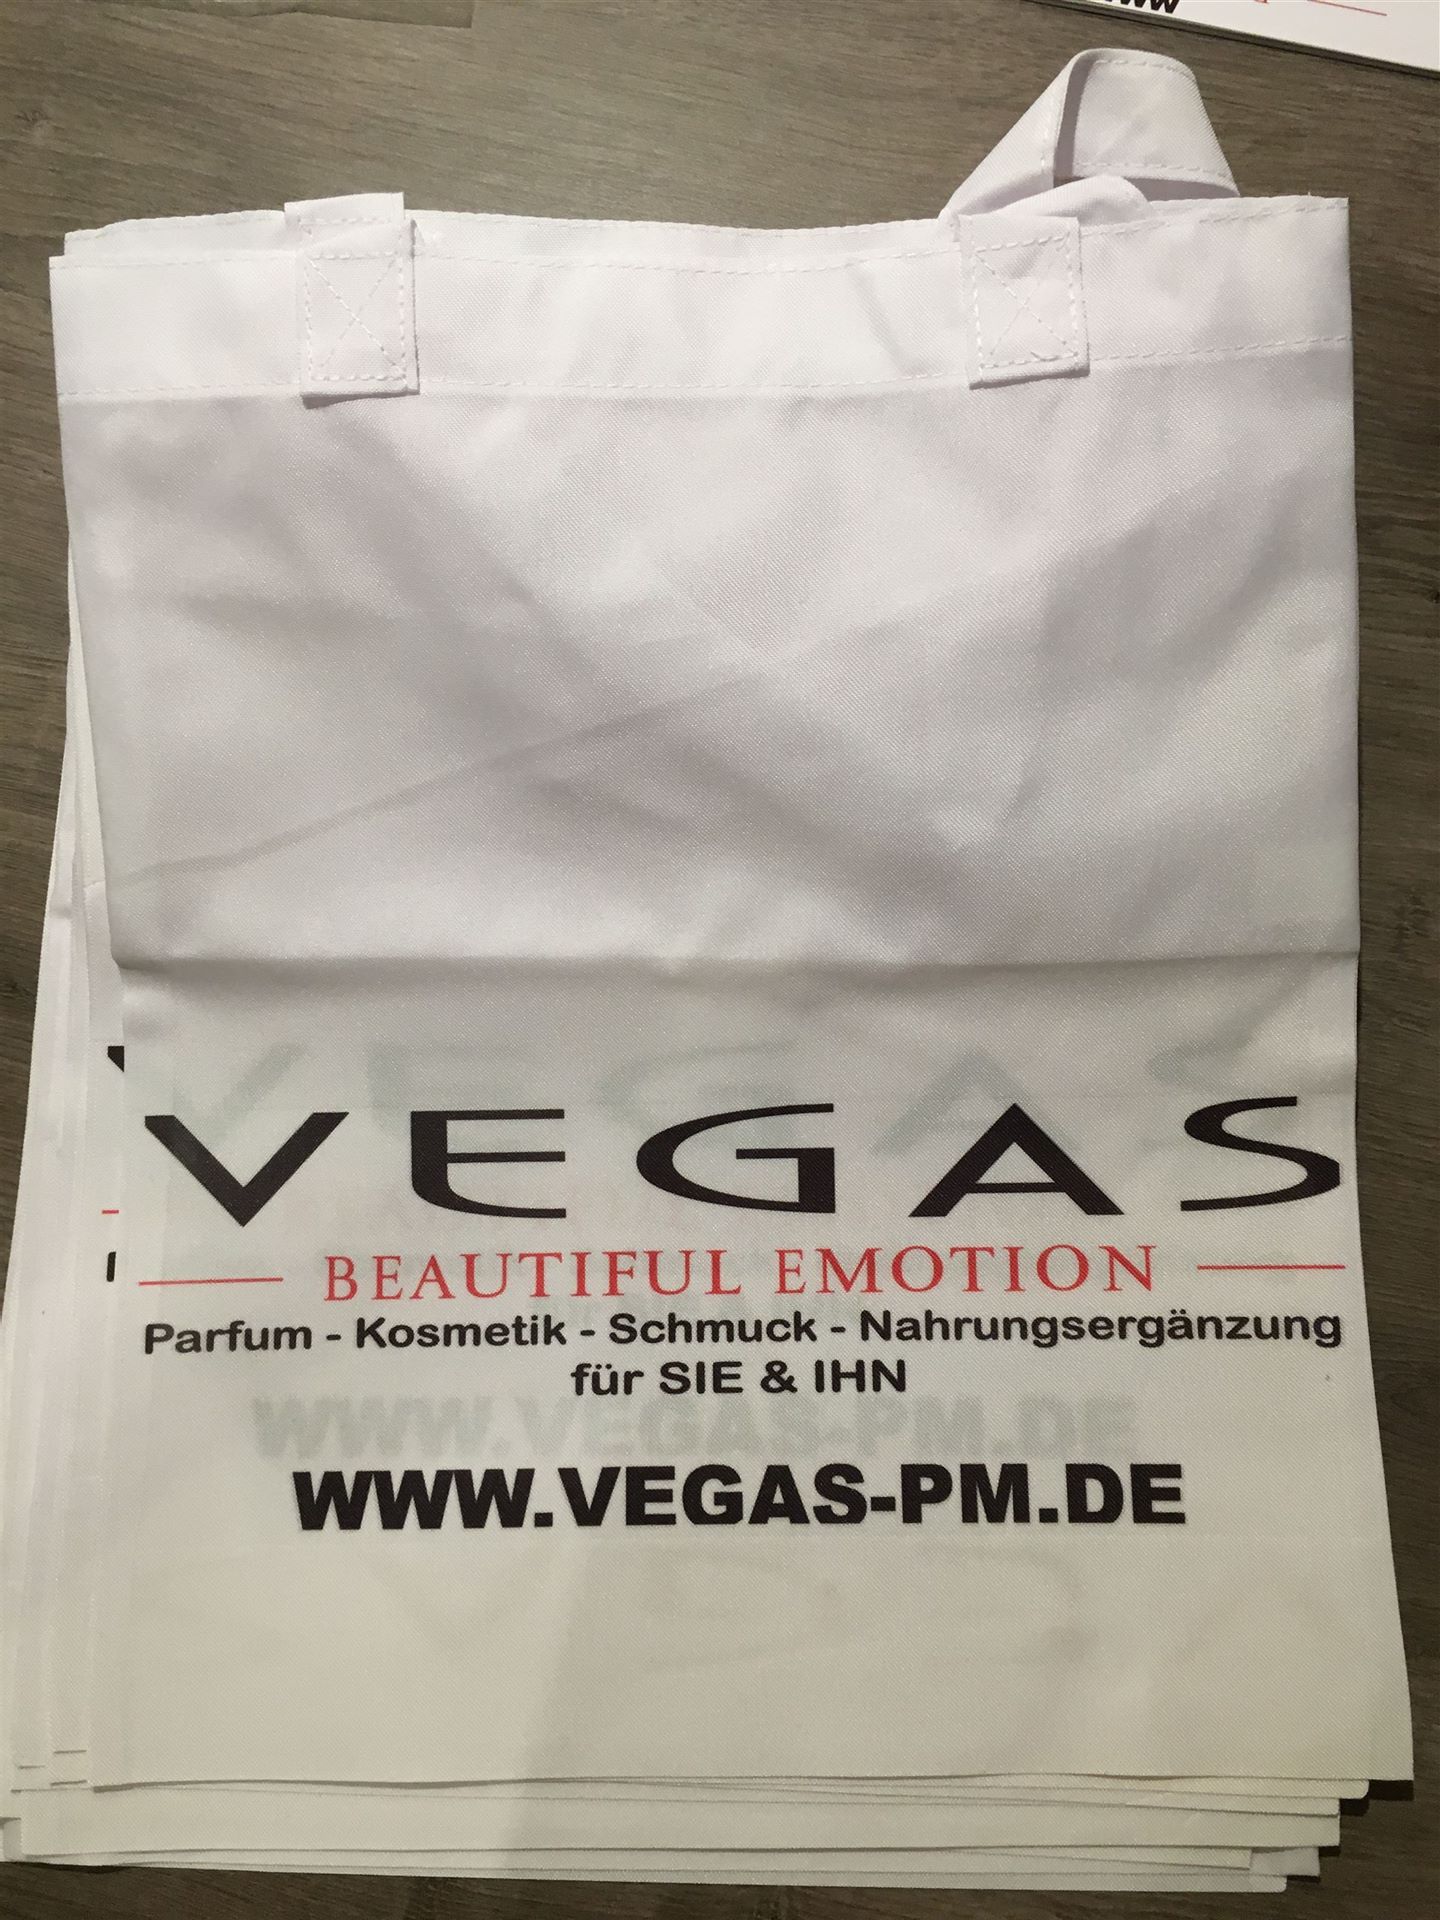 VEGAS
BEAUTIFUL EMOTION
Parfum - Kosmetik - Schmuck - Nahrungsergänzung
für SIE & IHN
WWW.VEGAS-PM.DE